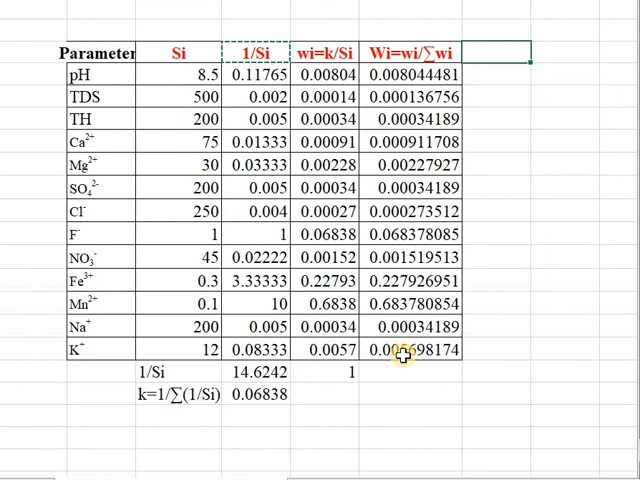 Parameter Si 1/Si wi=k/Si Wi=wi/∑wi
pH 8.5 0.11765 0.00804 0.008044481
TDS 500 0.002 0.00014 0.000136756
TH 200 0.005 0.00034 0.00034189
Ca²⁺ 75 0.01333 0.00091 0.000911708
Mg²⁺ 30 0.03333 0.00228 0.00227927
SO₄²⁻ 200 0.005 0.00034 0.00034189
Cl⁻ 250 0.004 0.00027 0.000273512
F⁻ 1 1 0.06838 0.068378085
NO₃⁻ 45 0.02222 0.00152 0.001519513
Fe³⁺ 0.3 3.33333 0.22793 0.227926951
Mn²⁺ 0.1 10 0.6838 0.683780854
Na⁺ 200 0.005 0.00034 0.00034189
K⁺ 12 0.08333 0.0057 0.005698174
1/Si 14.6242 1
k=1/∑(1/Si) 0.06838